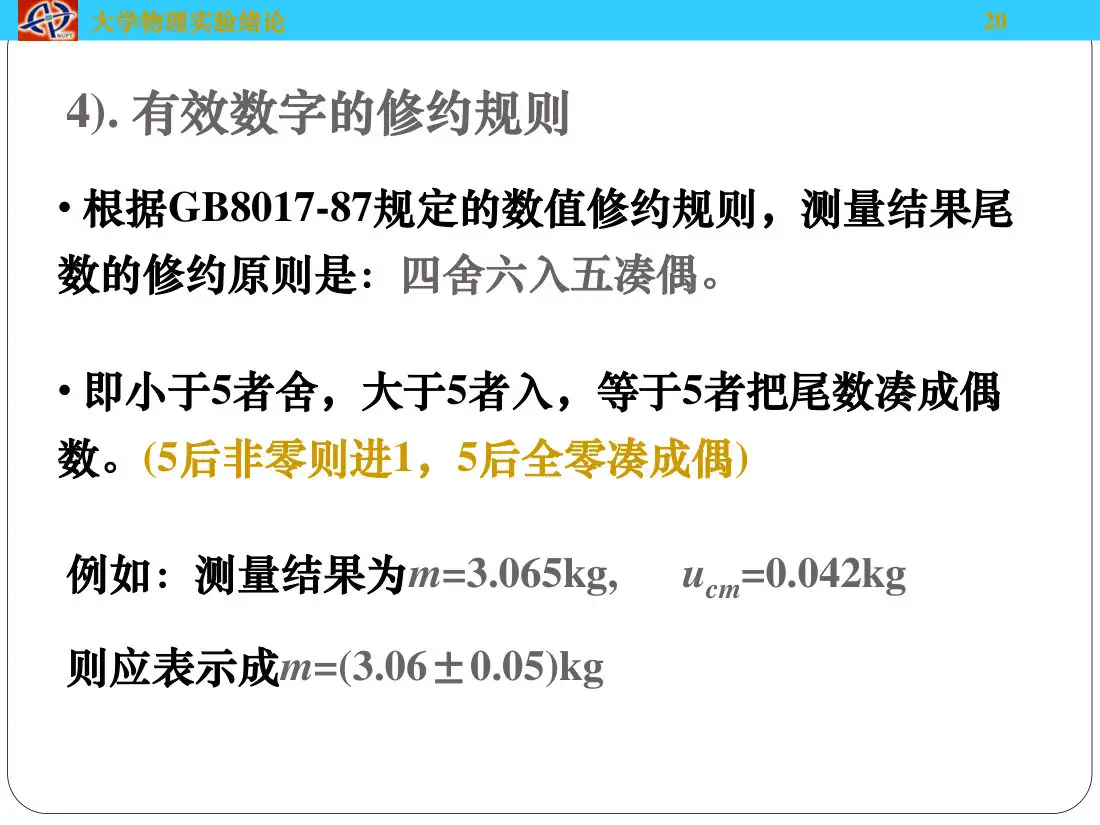 大学物理实验绪论 20
4). 有效数字的修约规则
• 根据GB8017-87规定的数值修约规则，测量结果尾
数的修约原则是：四舍六入五凑偶。
• 即小于5者舍，大于5者入，等于5者把尾数凑成偶
数。(5后非零则进1，5后全零凑成偶)
例如：测量结果为m=3.065kg, ucm=0.042kg
则应表示成m=(3.06±0.05)kg